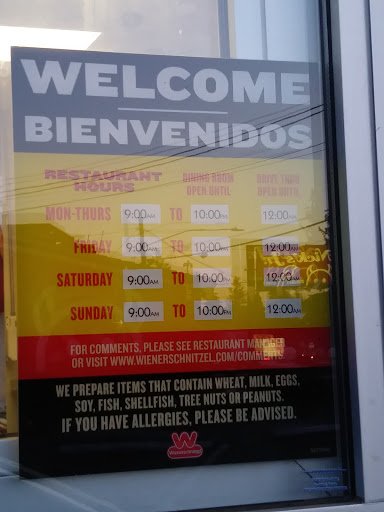 WELCOME
BIENVENIDOS
RESTAURANT HOURS
DINING ROOM OPEN UNTIL
DRIVE THRU OPEN UNTIL
MON-THURS 9:00AM TO 10:00PM 12:00AM
FRIDAY 9:00AM TO 10:00PM 12:00AM
SATURDAY 9:00AM TO 10:00PM 12:00AM
SUNDAY 9:00AM TO 10:00PM 12:00AM
FOR COMMENTS, PLEASE SEE RESTAURANT MANAGER
OR VISIT WWW.WIENERSCHNITZEL.COM/COMMENTS
WE PREPARE ITEMS THAT CONTAIN WHEAT, MILK, EGGS,
SOY, FISH, SHELLFISH, TREE NUTS OR PEANUTS.
IF YOU HAVE ALLERGIES, PLEASE BE ADVISED.
W
Wienerschnitzel